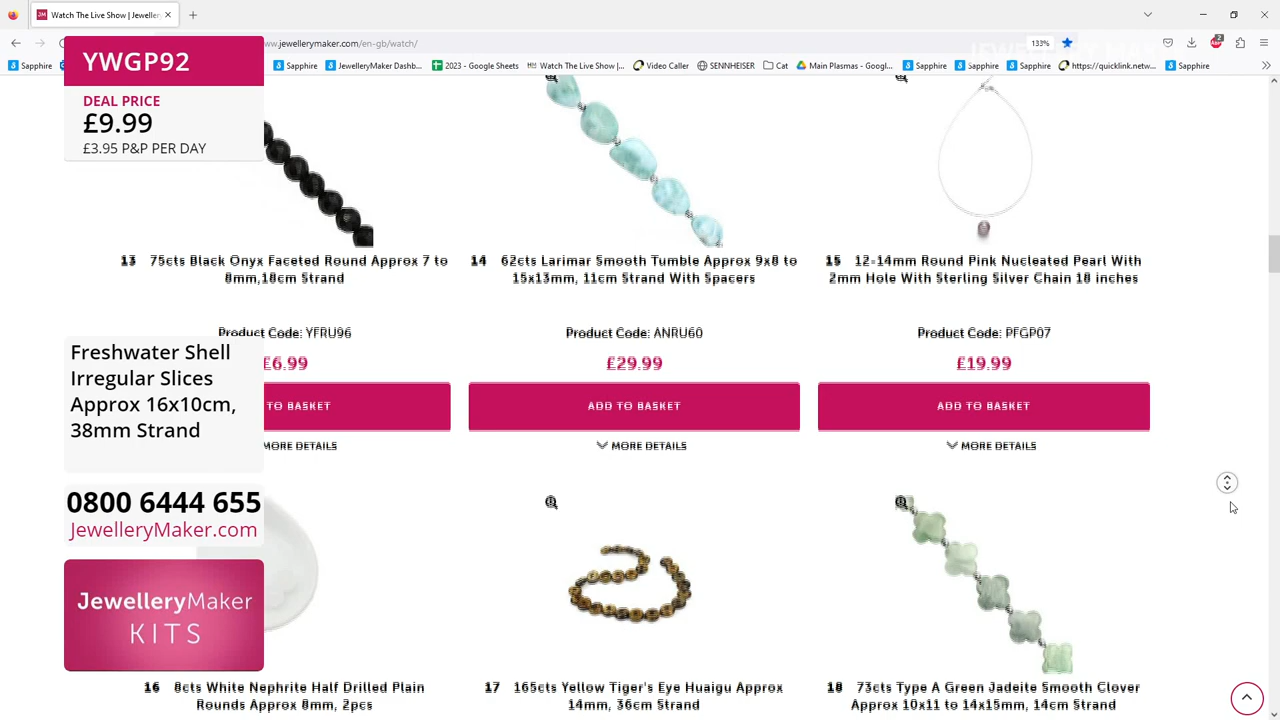 Watch The Live Show | Jeweller
ww.jewellerymaker.com/en-gb/watch/
133%
2
Sapphire
Sapphire
JewelleryMaker Dashb...
2023 - Google Sheets
Watch The Live Show |...
Video Caller
SENNHEISER
Cat
Main Plasmas - Googl...
Sapphire
Sapphire
Sapphire
https://quicklink.netw...
Sapphire
YWGP92
DEAL PRICE
£9.99
£3.95 P&P PER DAY
13 75cts Black Onyx Faceted Round Approx 7 to
8mm,18cm Strand
Product Code: YFRU96
£6.99
TO BASKET
MORE DETAILS
14 62cts Larimar Smooth Tumble Approx 9x8 to
15x13mm, 11cm Strand With Spacers
Product Code: ANRU60
£29.99
ADD TO BASKET
MORE DETAILS
15 12-14mm Round Pink Nucleated Pearl With
2mm Hole With Sterling Silver Chain 18 inches
Product Code: PFGP07
£19.99
ADD TO BASKET
MORE DETAILS
Freshwater Shell
Irregular Slices
Approx 16x10cm,
38mm Strand
0800 6444 655
JewelleryMaker.com
JewelleryMaker
KITS
16 8cts White Nephrite Half Drilled Plain
Rounds Approx 8mm, 2pcs
17 165cts Yellow Tiger's Eye Huaigu Approx
14mm, 36cm Strand
18 73cts Type A Green Jadeite Smooth Clover
Approx 10x11 to 14x15mm, 14cm Strand